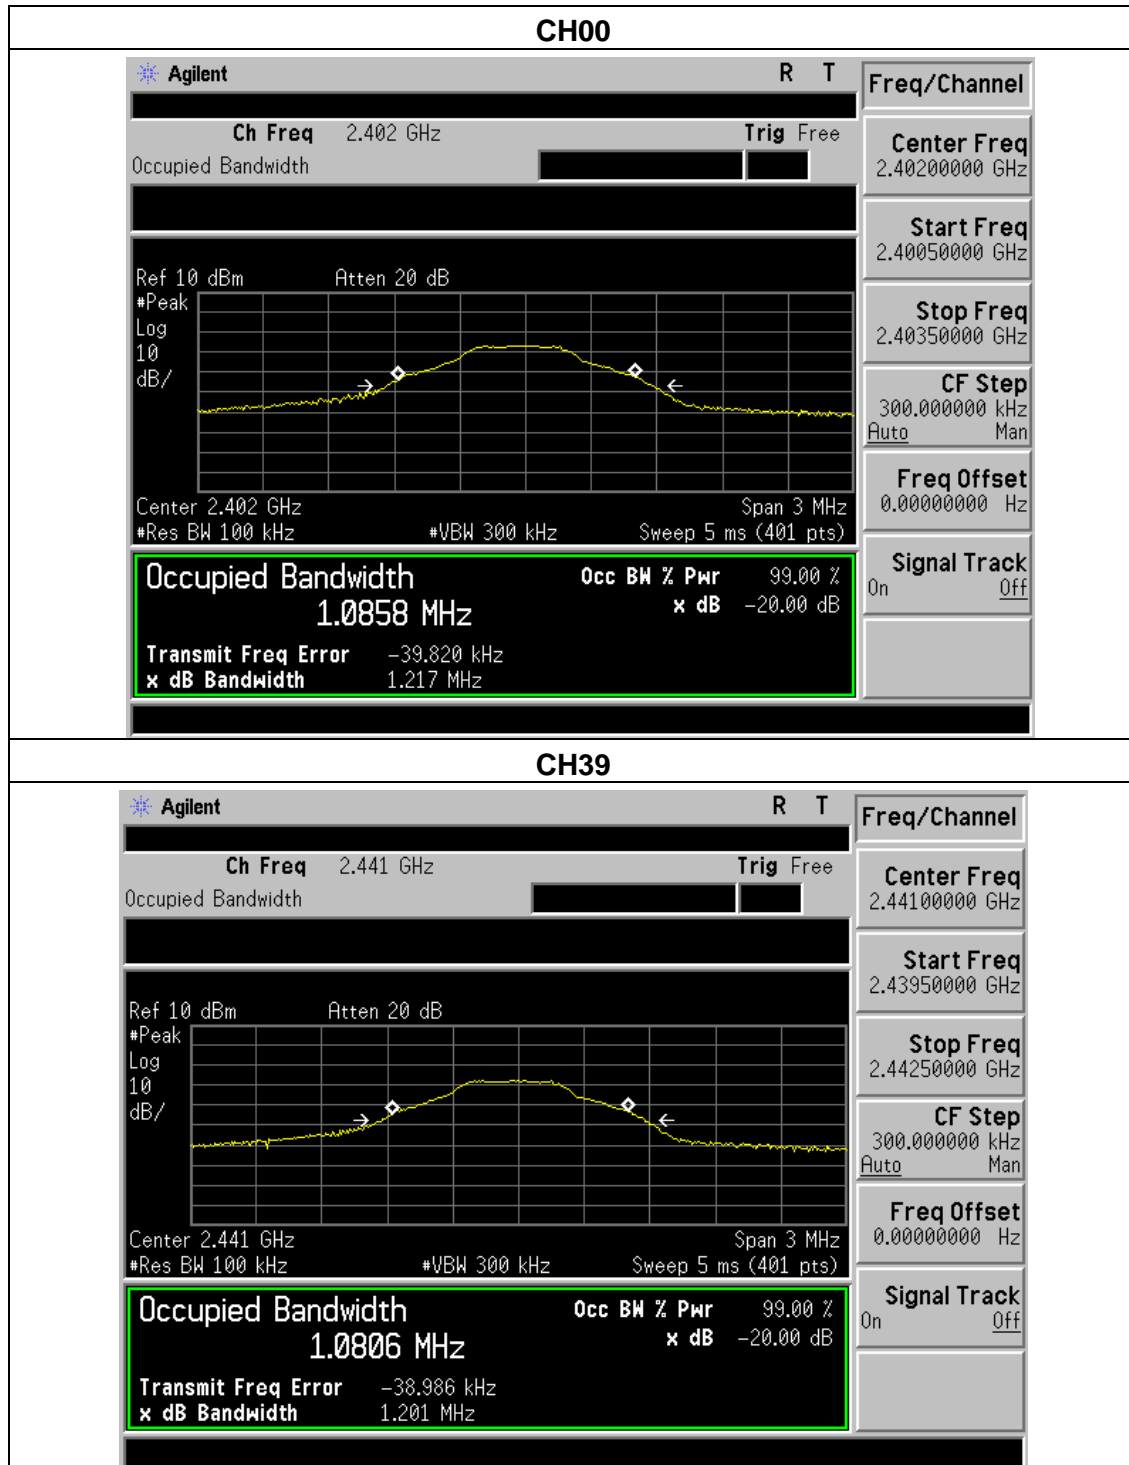 CH00
Agilent R T
Freq/Channel
Ch Freq 2.402 GHz Trig Free
Occupied Bandwidth
Center Freq
2.40200000 GHz
Start Freq
2.40050000 GHz
Stop Freq
2.40350000 GHz
CF Step
300.000000 kHz
Auto Man
Freq Offset
0.00000000 Hz
Signal Track
On Off
Ref 10 dBm Atten 20 dB
#Peak
Log
10
dB/
Center 2.402 GHz Span 3 MHz
#Res BW 100 kHz #VBW 300 kHz Sweep 5 ms (401 pts)
Occupied Bandwidth Occ BW % Pwr 99.00 %
1.0858 MHz x dB -20.00 dB
Transmit Freq Error -39.820 kHz
x dB Bandwidth 1.217 MHz
CH39
Agilent R T
Freq/Channel
Ch Freq 2.441 GHz Trig Free
Occupied Bandwidth
Center Freq
2.44100000 GHz
Start Freq
2.43950000 GHz
Stop Freq
2.44250000 GHz
CF Step
300.000000 kHz
Auto Man
Freq Offset
0.00000000 Hz
Signal Track
On Off
Ref 10 dBm Atten 20 dB
#Peak
Log
10
dB/
Center 2.441 GHz Span 3 MHz
#Res BW 100 kHz #VBW 300 kHz Sweep 5 ms (401 pts)
Occupied Bandwidth Occ BW % Pwr 99.00 %
1.0806 MHz x dB -20.00 dB
Transmit Freq Error -38.986 kHz
x dB Bandwidth 1.201 MHz